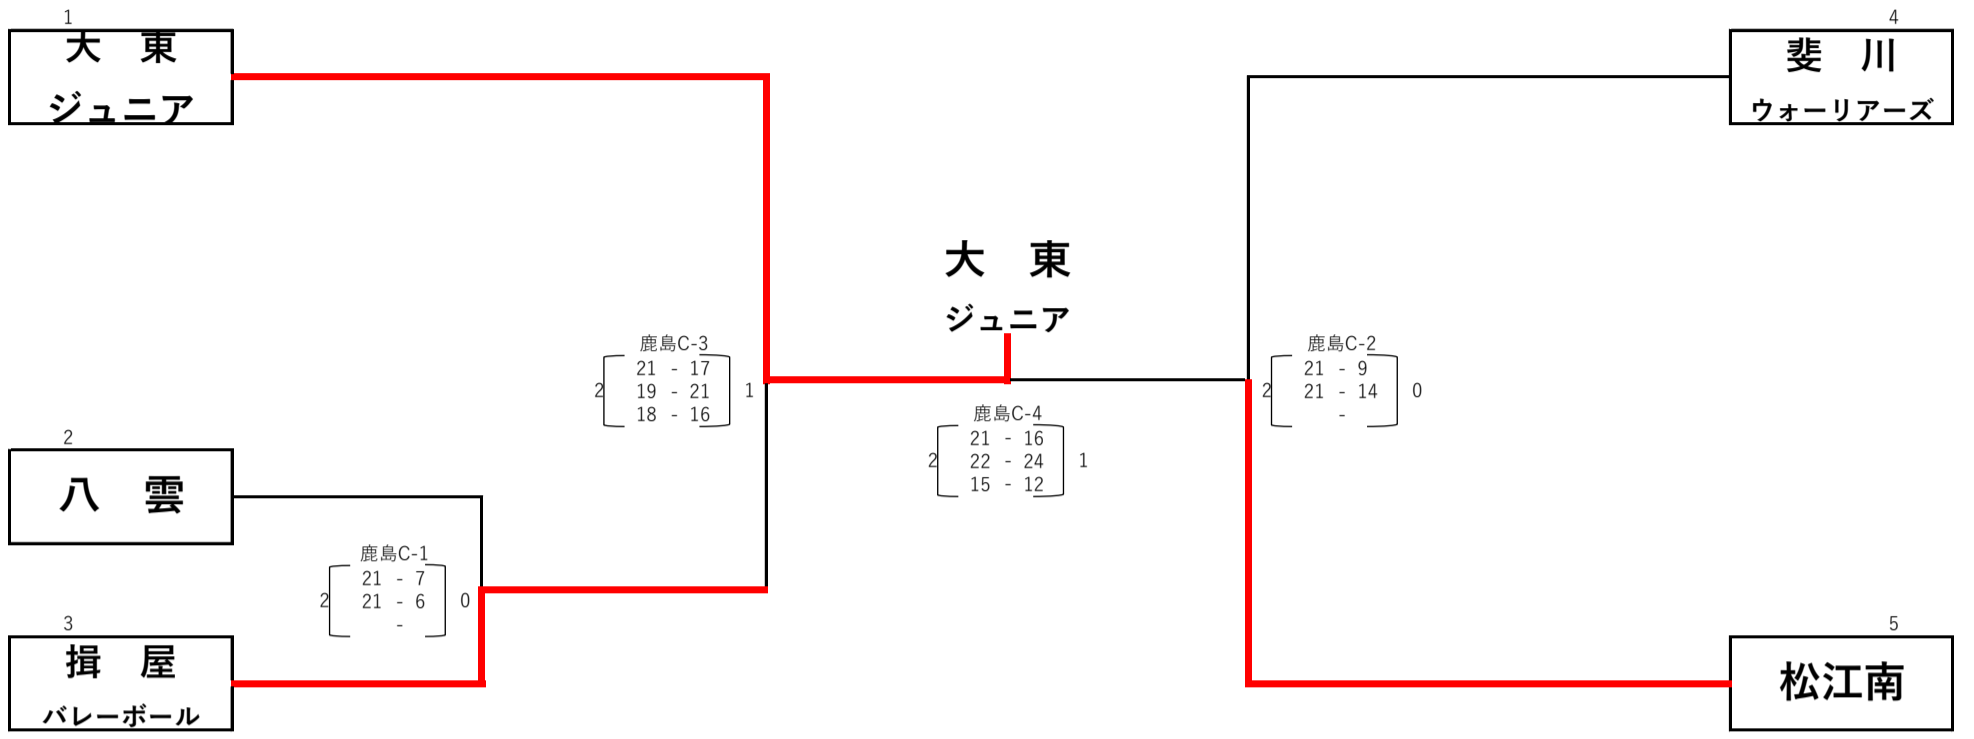 1
大 東
ジュニア
4
斐 川
ウォーリアーズ
大 東
ジュニア
鹿島C-3
21 - 17
2 19 - 21 1
18 - 16
鹿島C-2
21 - 9
2 21 - 14 0
-
鹿島C-4
21 - 16
2 22 - 24 1
15 - 12
2
八 雲
鹿島C-1
21 - 7
2 21 - 6 0
-
3
揖 屋
バレーボール
5
松江南